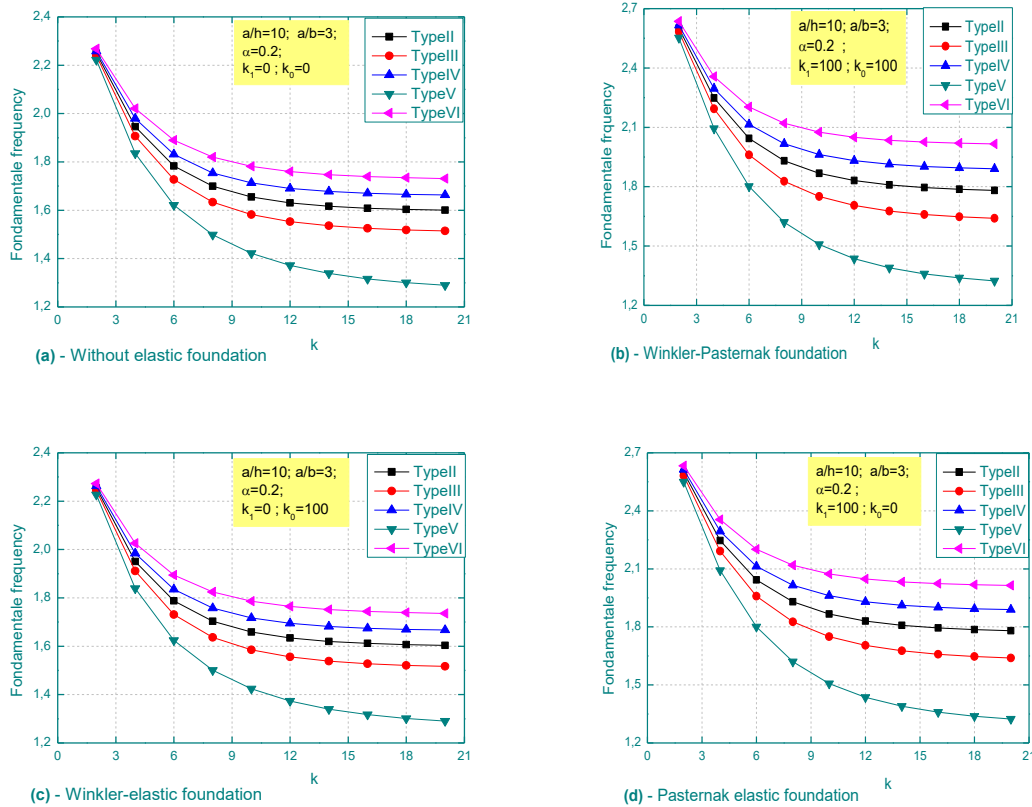 2,4
2,2
2,0
1,8
1,6
1,4
1,2
Fondamentale frequency
a/h=10; a/b=3;
α=0.2;
k1=0 ; k0=0
TypeII
TypeIII
TypeIV
TypeV
TypeVI
0 3 6 9 12 15 18 21
k
(a) - Without elastic foundation
2,7
2,4
2,1
1,8
1,5
1,2
Fondamentale frequency
a/h=10; a/b=3;
α=0.2 ;
k1=100 ; k0=100
TypeII
TypeIII
TypeIV
TypeV
TypeVI
0 3 6 9 12 15 18 21
k
(b) - Winkler-Pasternak foundation
2,4
2,2
2,0
1,8
1,6
1,4
1,2
Fondamentale frequency
a/h=10; a/b=3;
α=0.2;
k1=0 ; k0=100
TypeII
TypeIII
TypeIV
TypeV
TypeVI
0 3 6 9 12 15 18 21
k
(c) - Winkler-elastic foundation
2,7
2,4
2,1
1,8
1,5
1,2
Fondamentale frequency
a/h=10; a/b=3;
α=0.2 ;
k1=100 ; k0=0
TypeII
TypeIII
TypeIV
TypeV
TypeVI
0 3 6 9 12 15 18 21
k
(d) - Pasternak elastic foundation